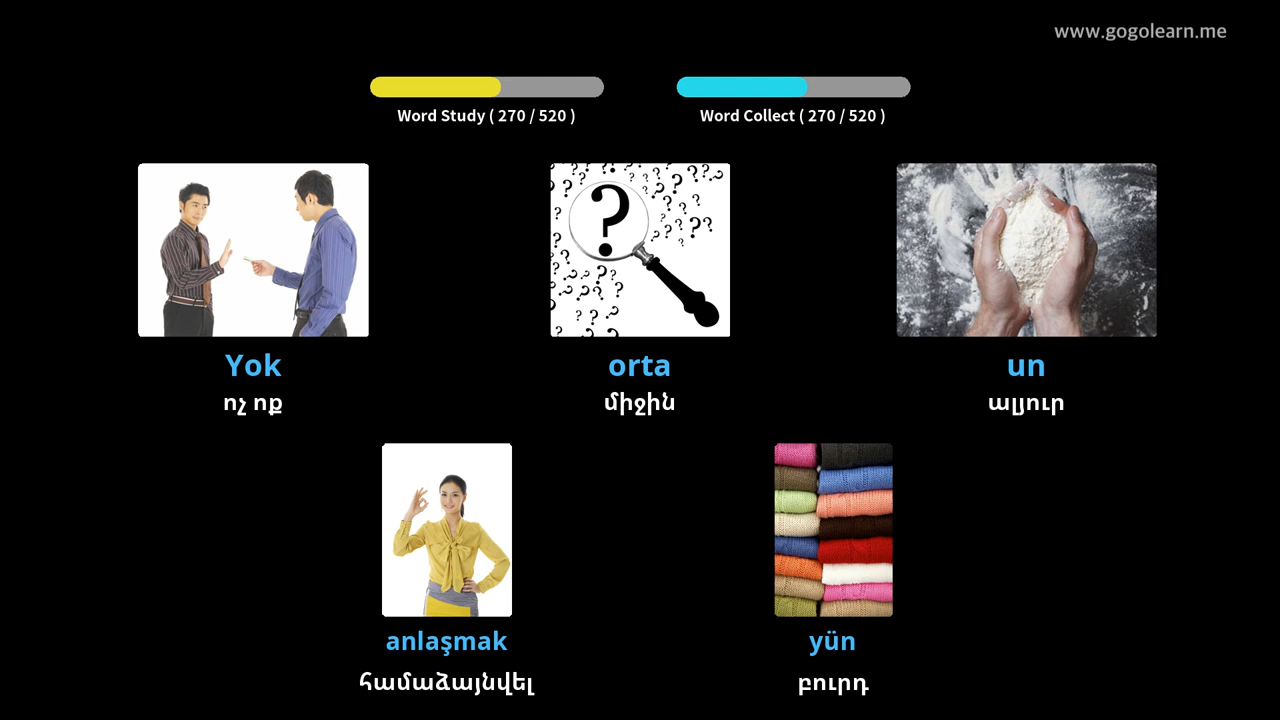 www.gogolearn.me
Word Study ( 270 / 520 )
Word Collect ( 270 / 520 )
Yok
ոչ ոք
orta
միջին
un
ալյուր
anlaşmak
համաձայնվել
yün
բուրդ